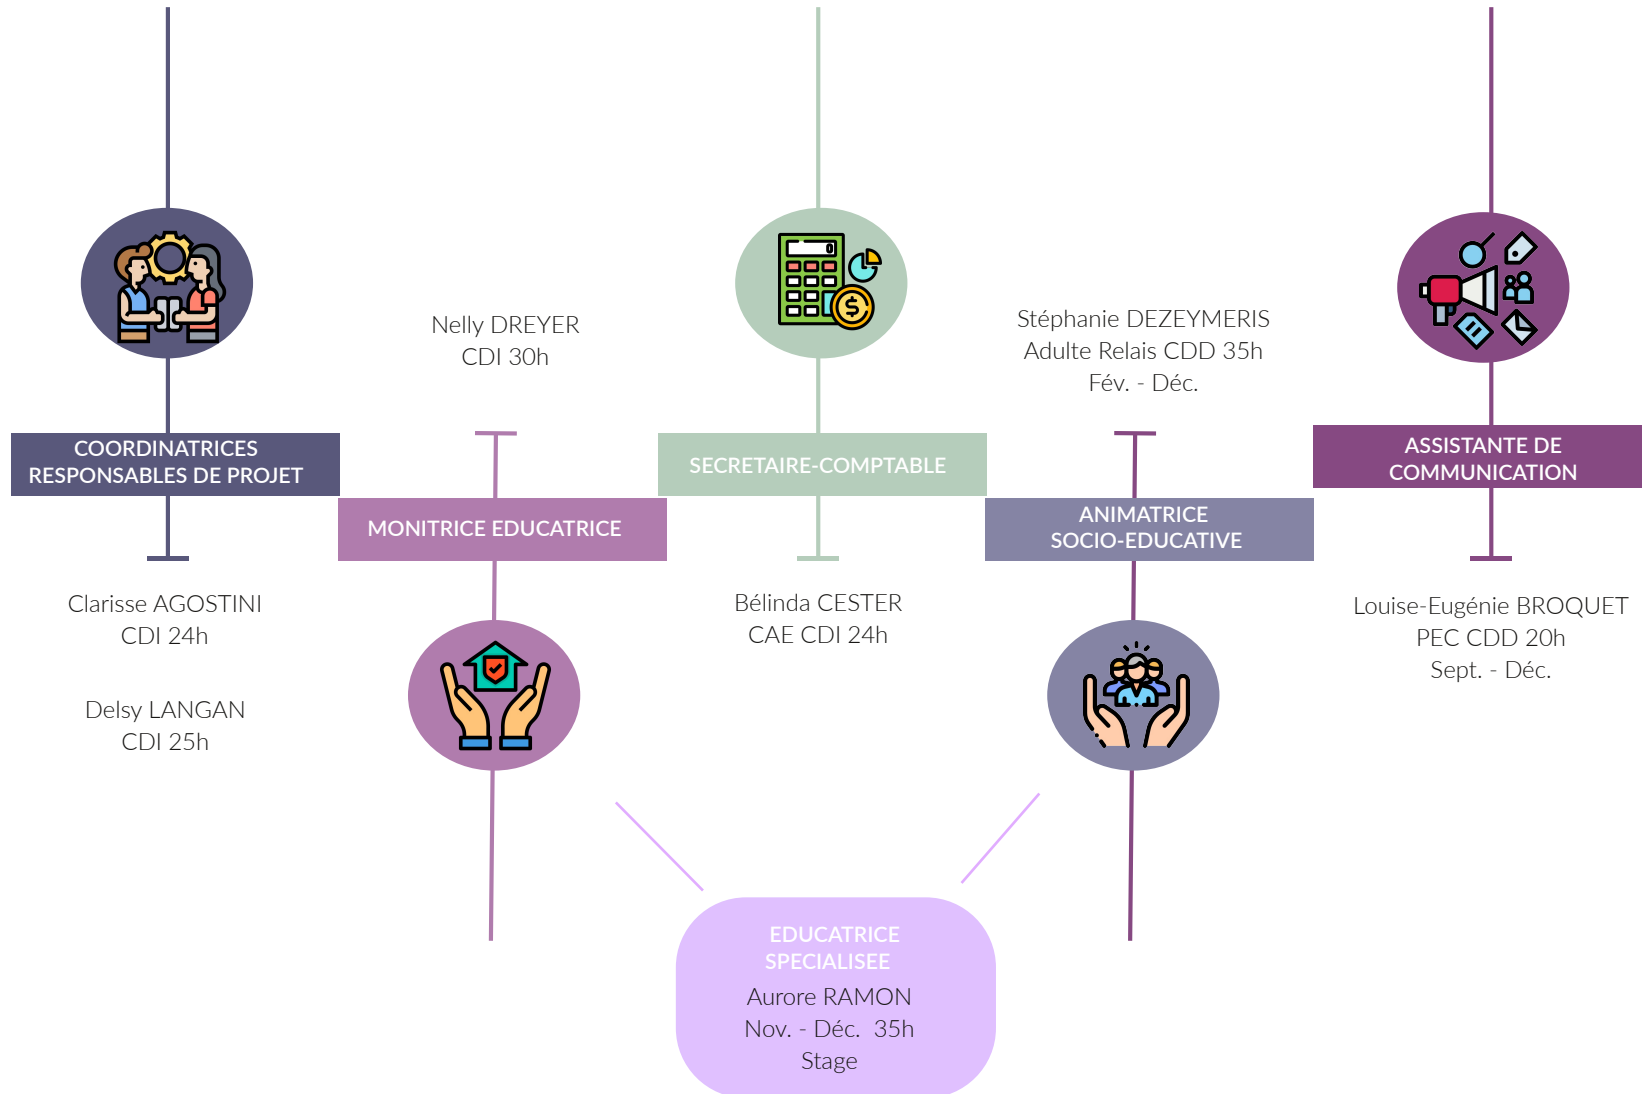 COORDINATRICES
RESPONSABLES DE PROJET
Clarisse AGOSTINI
CDI 24h
Delsy LANGAN
CDI 25h
Nelly DREYER
CDI 30h
MONITRICE EDUCATRICE
0
$
SECRETAIRE-COMPTABLE
Bélinda CESTER
CAE CDI 24h
Stéphanie DEZEYMERIS
Adulte Relais CDD 35h
Fév. - Déc.
ANIMATRICE
SOCIO-EDUCATIVE
ASSISTANTE DE
COMMUNICATION
Louise-Eugénie BROQUET
PEC CDD 20h
Sept. - Déc.
EDUCATRICE
SPECIALISEE
Aurore RAMON
Nov. - Déc. 35h
Stage